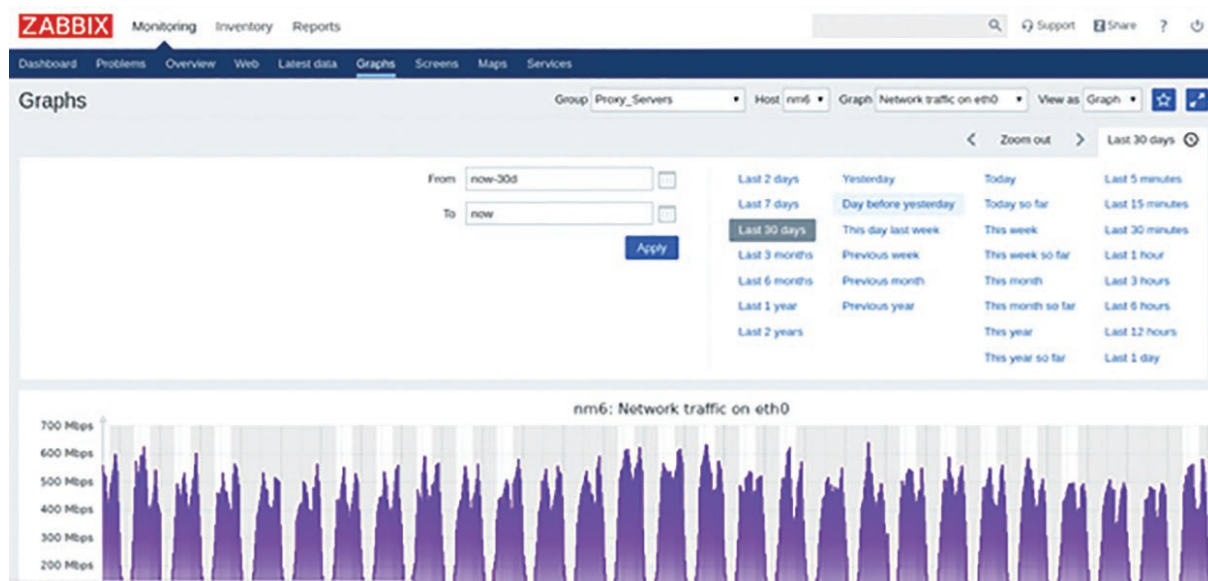 ZABBIX Monitoring Inventory Reports Support Share ?
Dashboard Problems Overview Web Latest data Graphs Screens Maps Services
Graphs Group Proxy_Servers Host nm6 Graph Network traffic on eth0 View as Graph
Zoom out Last 30 days
From now-30d
To now
Apply
Last 2 days Yesterday Today Last 5 minutes
Last 7 days Day before yesterday Today so far Last 15 minutes
Last 30 days This day last week This week Last 30 minutes
Last 3 months Previous week This week so far Last 1 hour
Last 6 months Previous month This month Last 3 hours
Last 1 year Previous year This month so far Last 6 hours
Last 2 years This year Last 12 hours
This year so far Last 1 day
nm6: Network traffic on eth0
700 Mbps
600 Mbps
500 Mbps
400 Mbps
300 Mbps
200 Mbps